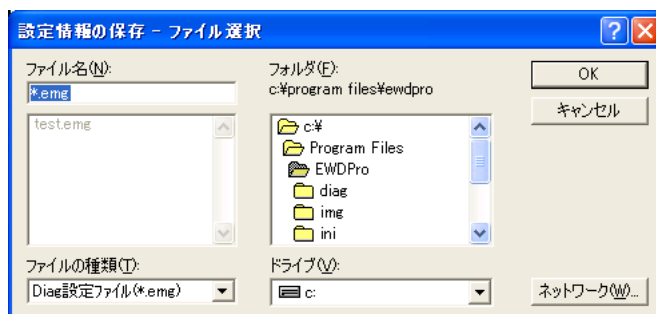 設定情報の保存 - ファイル選択
ファイル名(N):
*.emg
test.emg
ファイルの種類(T):
Diag設定ファイル(*.emg)
フォルダ(F):
c:¥program files¥ewdpro
c:¥
Program Files
EWDPro
diag
img
ini
ドライブ(V):
c:
OK
キャンセル
ネットワーク(W)...